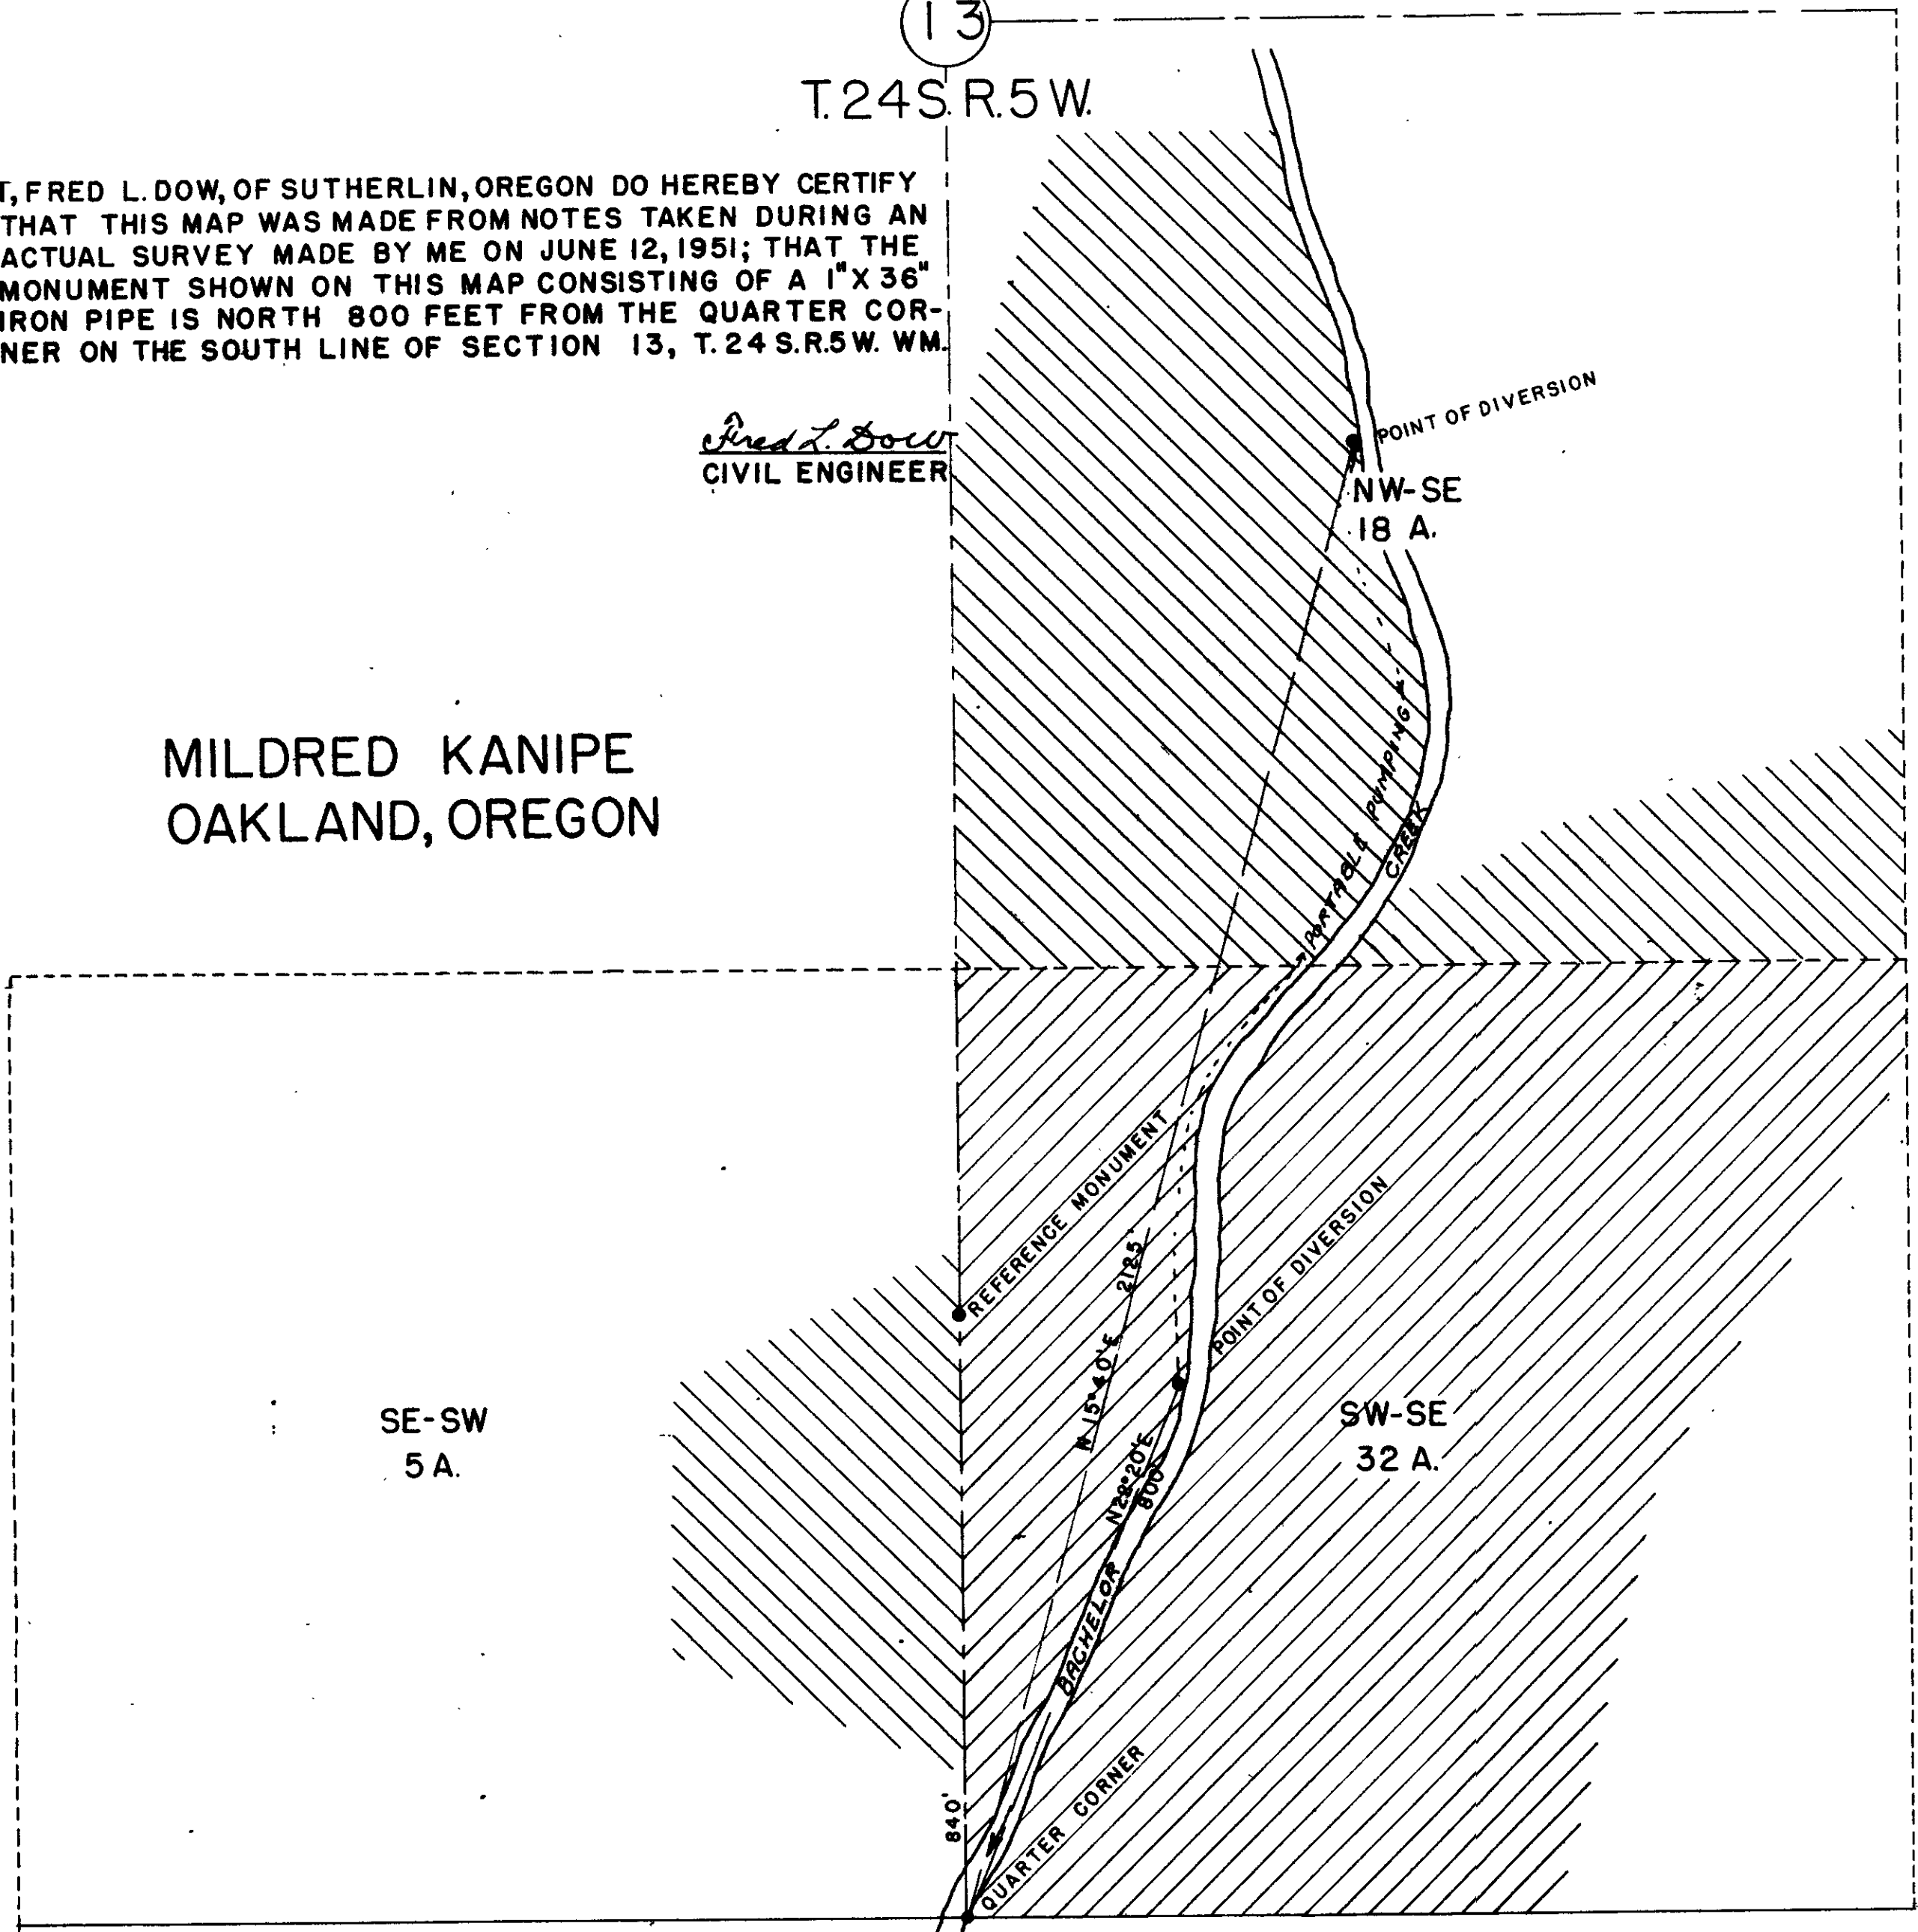 13
T. 24 S. R. 5 W.
I, FRED L. DOW, OF SUTHERLIN, OREGON DO HEREBY CERTIFY
THAT THIS MAP WAS MADE FROM NOTES TAKEN DURING AN
ACTUAL SURVEY MADE BY ME ON JUNE 12, 1951; THAT THE
MONUMENT SHOWN ON THIS MAP CONSISTING OF A 1" X 36"
IRON PIPE IS NORTH 800 FEET FROM THE QUARTER COR-
NER ON THE SOUTH LINE OF SECTION 13, T. 24 S.R.5W. WM.
Fred L. Dow
CIVIL ENGINEER
POINT OF DIVERSION
NW-SE
18 A.
MILDRED KANIPE
OAKLAND, OREGON
PORTABLE PUMPING
CREEK
REFERENCE MONUMENT
2185'
N 15°40' E
POINT OF DIVERSION
SE-SW
5 A.
SW-SE
32 A.
N22°20'E
800'
BACHELOR
840'
QUARTER CORNER